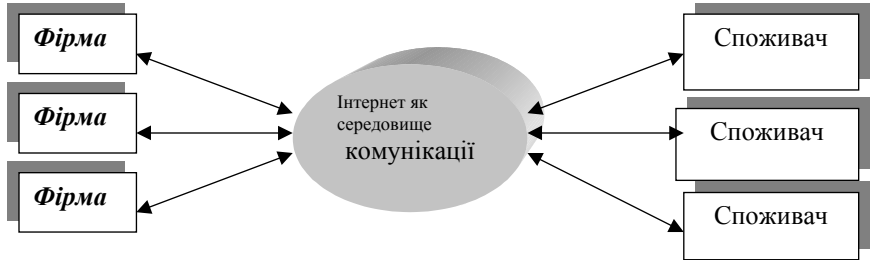 Фірма
Фірма
Фірма
Інтернет як
середовище
комунікації
Споживач
Споживач
Споживач